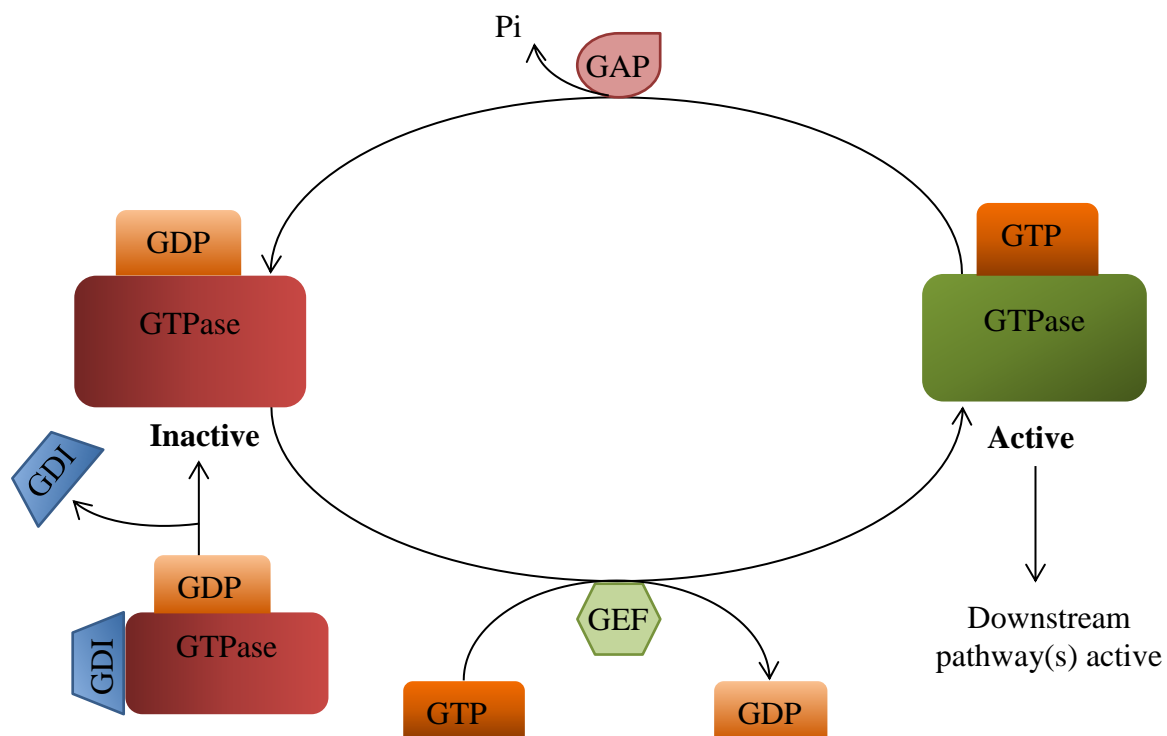 Pi
GAP
GDP
GTP
GTPase
GTPase
Inactive
Active
GDI
GDP
GTPase
GDI
GEF
Downstream
pathway(s) active
GTP
GDP